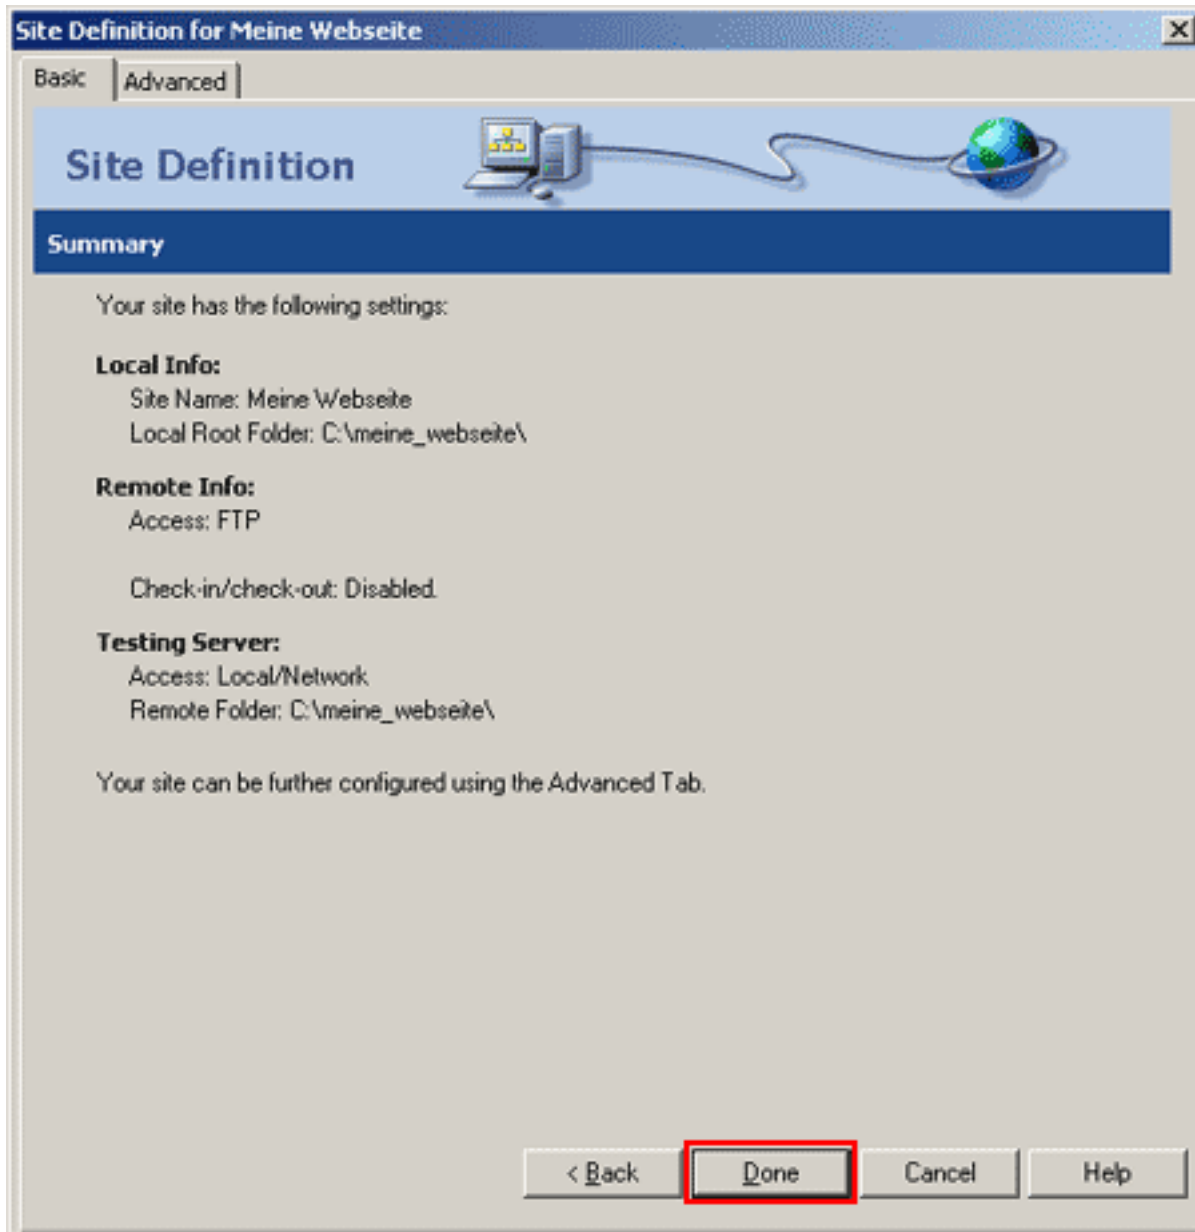 Site Definition for Meine Webseite
Basic
Advanced
Site Definition
Summary
Your site has the following settings:
Local Info:
Site Name: Meine Webseite
Local Root Folder: C:\meine_webseite\
Remote Info:
Access: FTP
Check-in/check-out: Disabled.
Testing Server:
Access: Local/Network
Remote Folder: C:\meine_webseite\
Your site can be further configured using the Advanced Tab.
< Back
Done
Cancel
Help